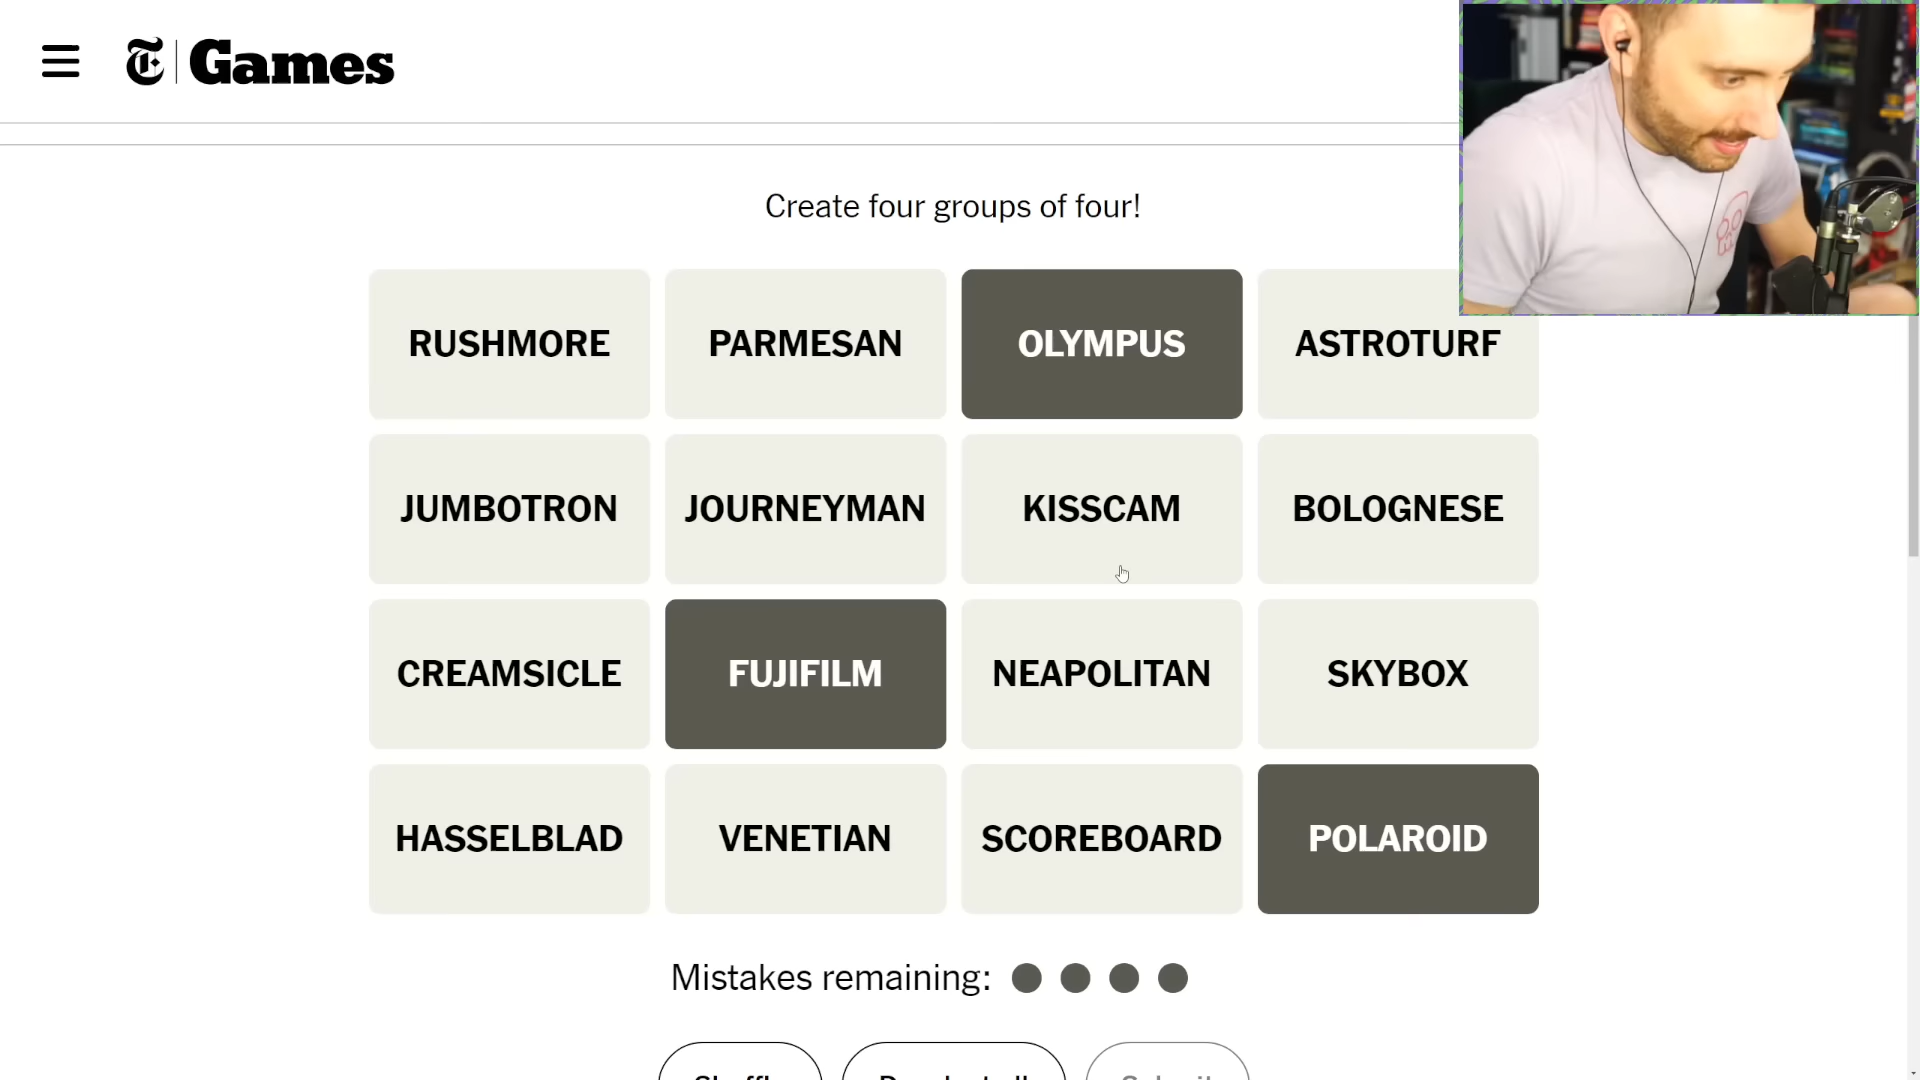 T Games
Create four groups of four!
RUSHMORE PARMESAN OLYMPUS ASTROTURF
JUMBOTRON JOURNEYMAN KISSCAM BOLOGNESE
CREAMSICLE FUJIFILM NEAPOLITAN SKYBOX
HASSELBLAD VENETIAN SCOREBOARD POLAROID
Mistakes remaining: